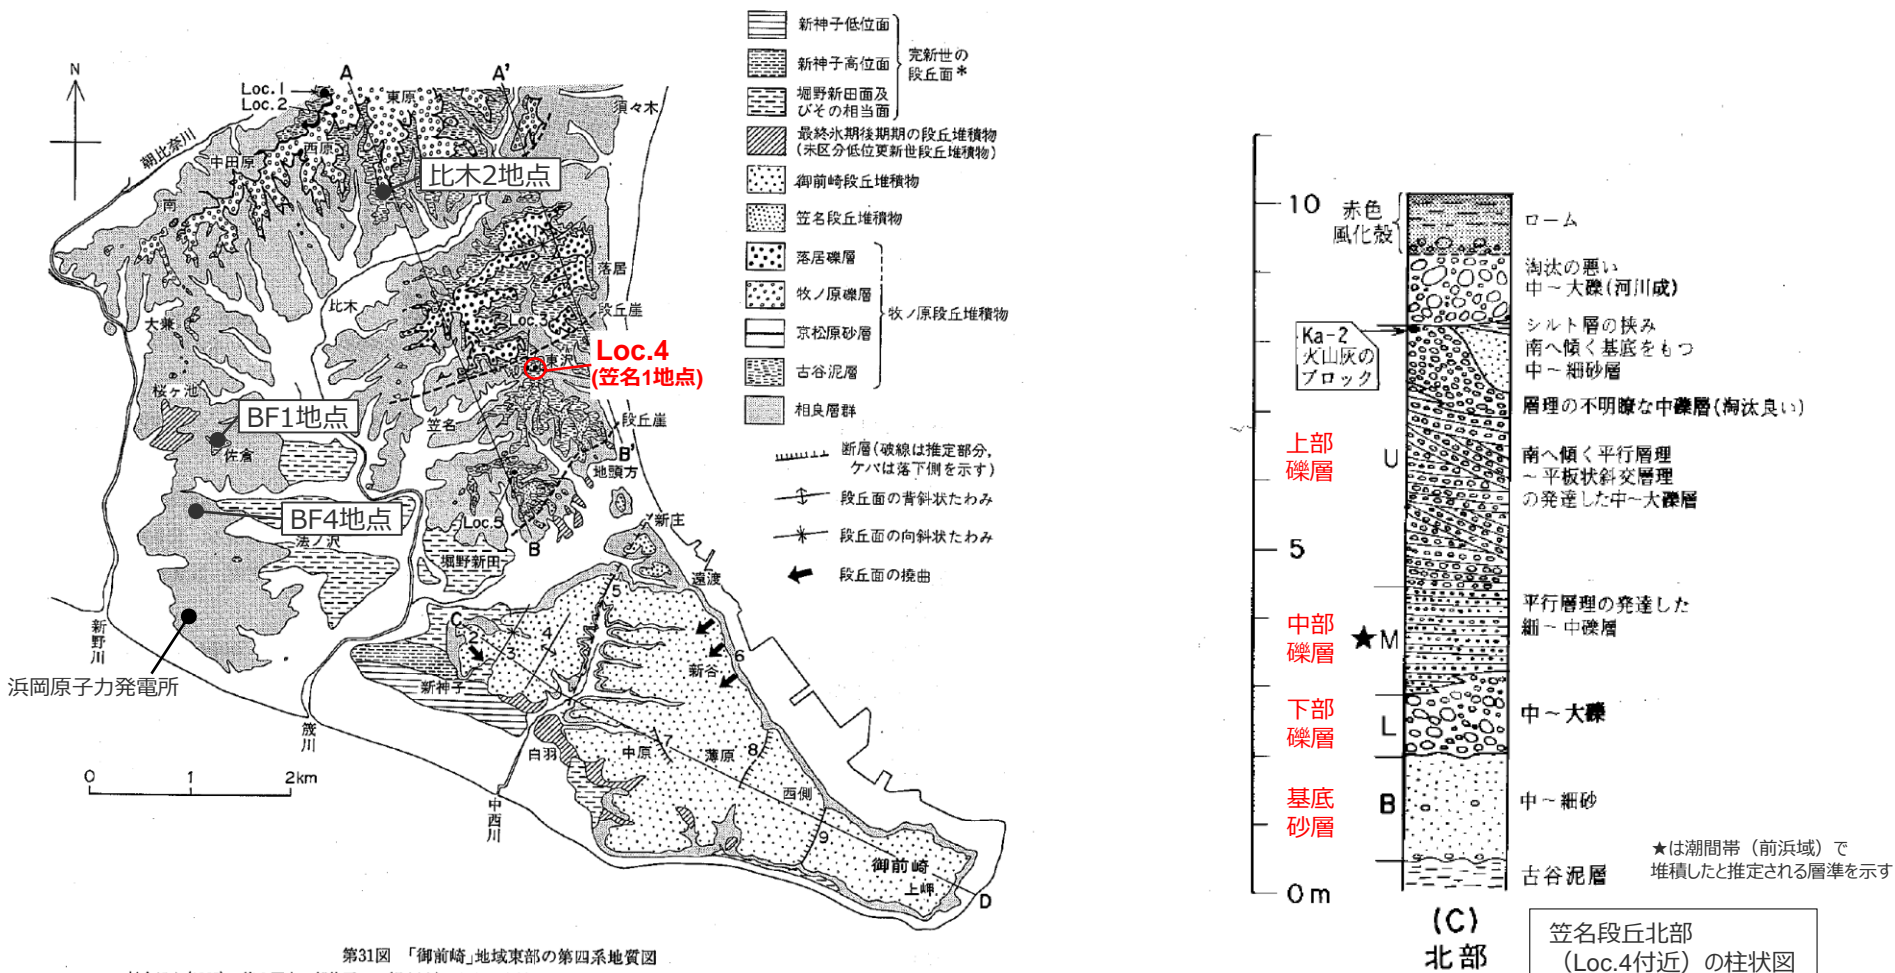 N
A
A'
Loc.1
Loc.2
東原
須々木
朝比奈川
西原
中田原
比木2地点
南
落居
比木
段丘崖
大兼
Loc.3
東沢
Loc.4
(笠名1地点)
桜ヶ池
BF1地点
佐倉
笠名
段丘崖
B'
地頭方
BF4地点
法ノ沢
Loc.5
B
新庄
堀野新田
遠渡
新野川
C
2
3
4
5
6
新谷
新神子
浜岡原子力発電所
筬川
白羽
中原
7
薄原
8
西側
9
中西川
御前崎
上岬
D
0 1 2km
第31図 「御前崎」地域東部の第四系地質図
新神子低位面
新神子高位面
堀野新田面及
びその相当面
完新世の
段丘面*
最終氷期後期期の段丘堆積物
(未区分低位更新世段丘堆積物)
御前崎段丘堆積物
笠名段丘堆積物
落居礫層
牧ノ原礫層
京松原砂層
古谷泥層
牧ノ原段丘堆積物
相良層群
断層(破線は推定部分,
ケバは落下側を示す)
段丘面の背斜状たわみ
段丘面の向斜状たわみ
段丘面の撓曲
10
5
0m
赤色
風化殻
ローム
淘汰の悪い
中~大礫(河川成)
シルト層の挟み
Ka-2
火山灰の
ブロック
南へ傾く基底をもつ
中~細砂層
層理の不明瞭な中礫層(淘汰良い)
上部
礫層
U
南へ傾く平行層理
~平板状斜交層理
の発達した中~大礫層
中部
礫層
★M
平行層理の発達した
細~中礫層
下部
礫層
L
中~大礫
基底
砂層
B
中~細砂
古谷泥層
★は潮間帯(前浜域)で
堆積したと推定される層準を示す
(C)
北部
笠名段丘北部
(Loc.4付近)の柱状図